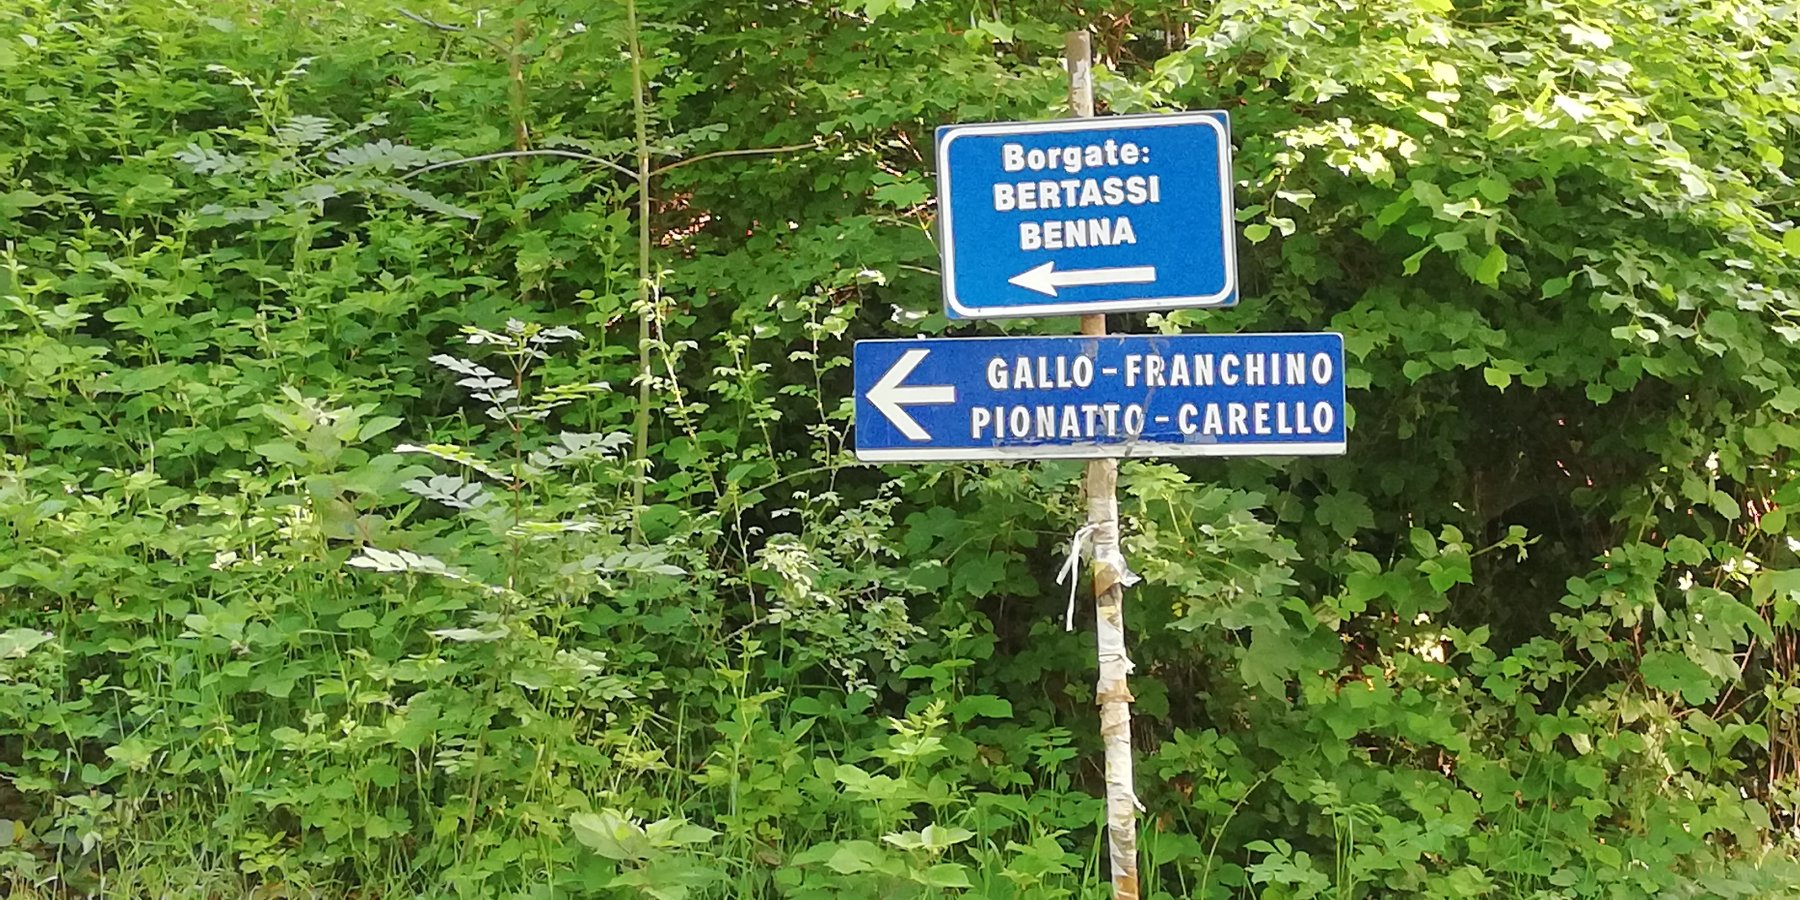 Borgate:
BERTASSI
BENNA
GALLO - FRANCHINO
PIONATTO - CARELLO